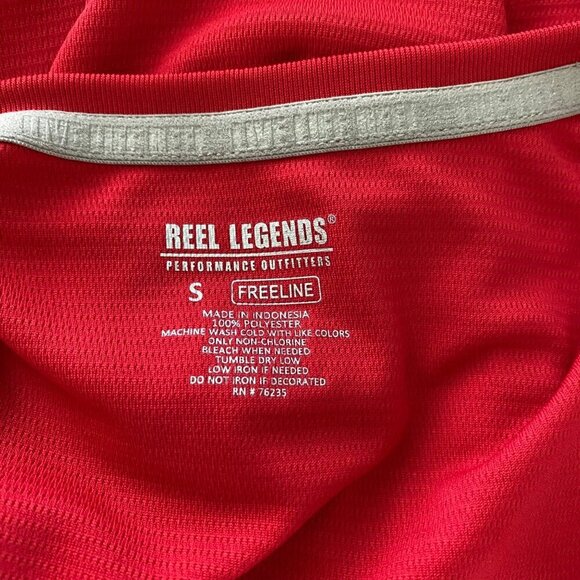 LIVE LIFE REEL LIVE LIFE REEL
REEL LEGENDS®
PERFORMANCE OUTFITTERS
S FREELINE
MADE IN INDONESIA
100% POLYESTER
MACHINE WASH COLD WITH LIKE COLORS
ONLY NON-CHLORINE
BLEACH WHEN NEEDED
TUMBLE DRY LOW
LOW IRON IF NEEDED
DO NOT IRON IF DECORATED
RN # 76235